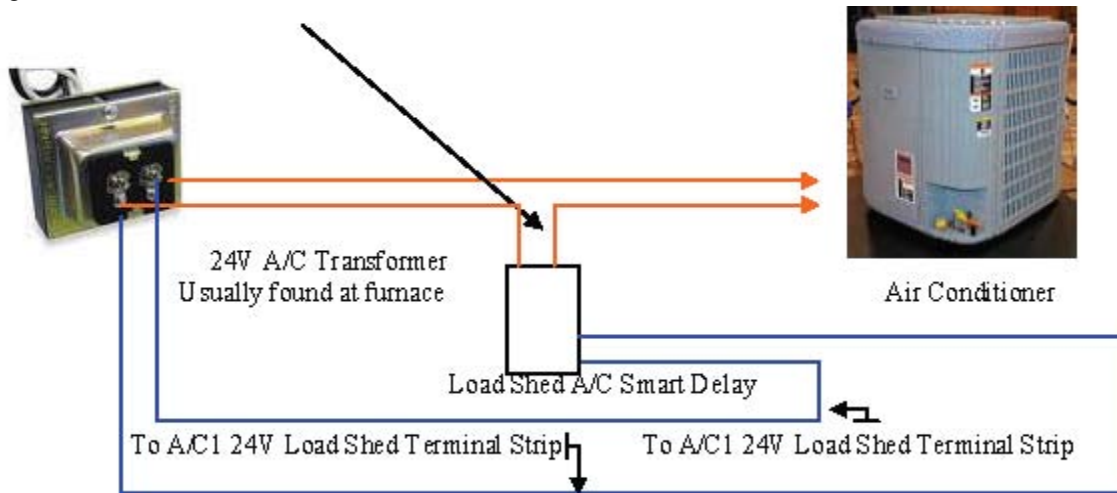 24V A/C Transformer
Usually found at furnace
Air Conditioner
Load Shed A/C Smart Delay
To A/C1 24V Load Shed Terminal Strip
To A/C1 24V Load Shed Terminal Strip